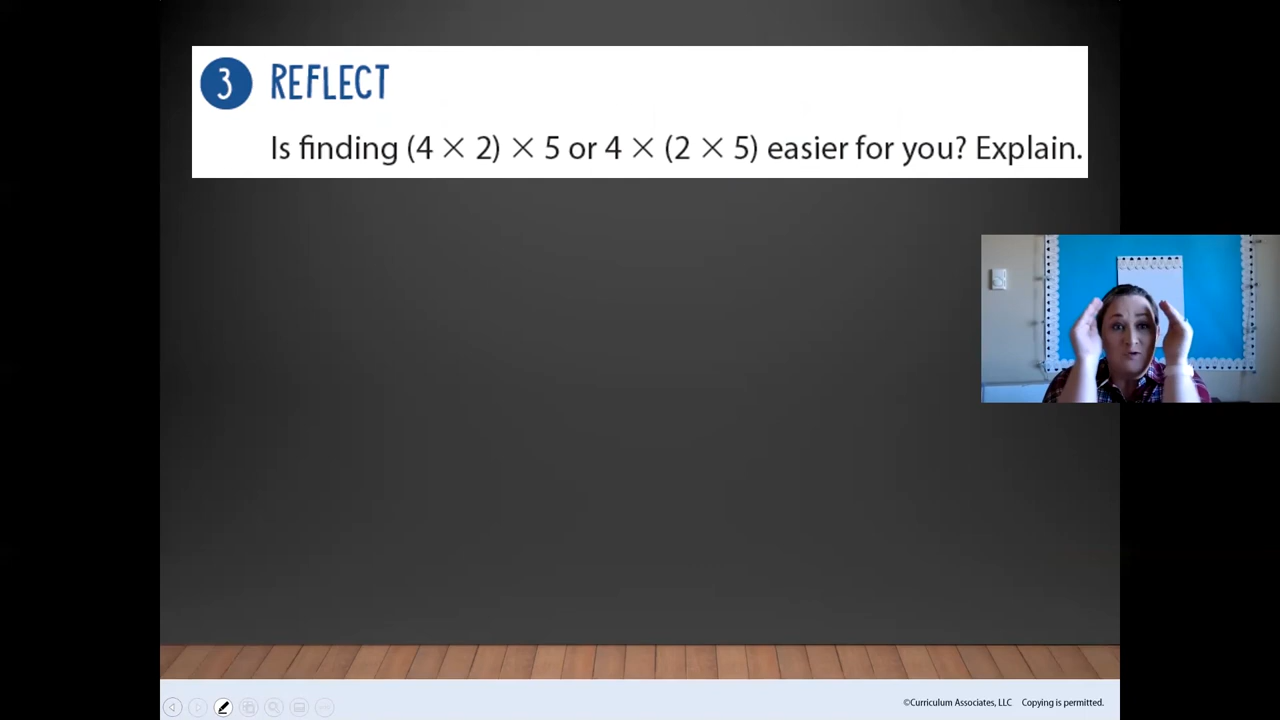 3 REFLECT
Is finding (4 × 2) × 5 or 4 × (2 × 5) easier for you? Explain.
©Curriculum Associates, LLC Copying is permitted.